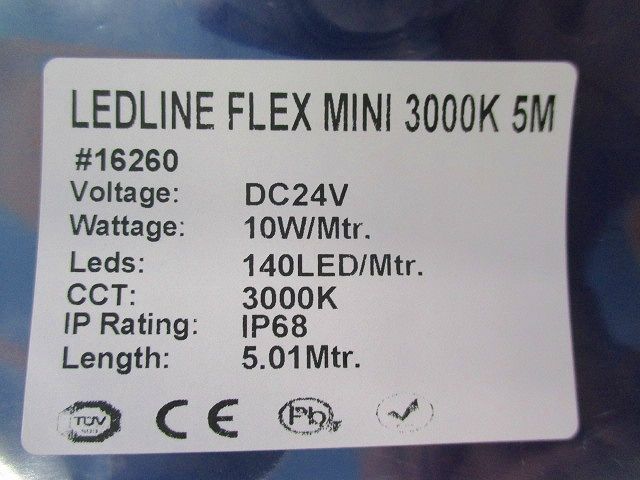 LEDLINE FLEX MINI 3000K 5M
#16260
Voltage: DC24V
Wattage: 10W/Mtr.
Leds: 140LED/Mtr.
CCT: 3000K
IP Rating: IP68
Length: 5.01Mtr.
TÜV CE Pb